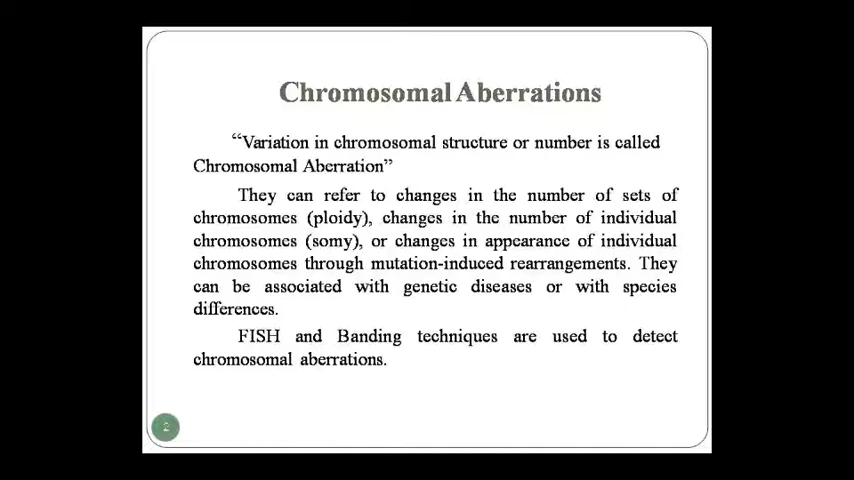 Chromosomal Aberrations
“Variation in chromosomal structure or number is called
Chromosomal Aberration”
They can refer to changes in the number of sets of
chromosomes (ploidy), changes in the number of individual
chromosomes (somy), or changes in appearance of individual
chromosomes through mutation-induced rearrangements. They
can be associated with genetic diseases or with species
differences.
FISH and Banding techniques are used to detect
chromosomal aberrations.
2